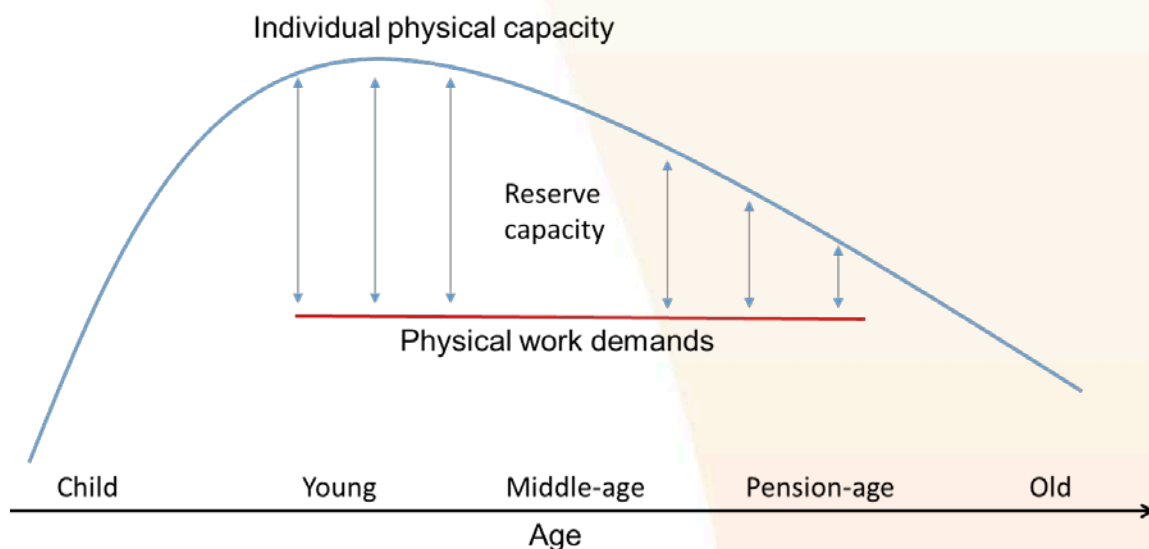 Individual physical capacity
Reserve
capacity
Physical work demands
Child Young Middle-age Pension-age Old
Age